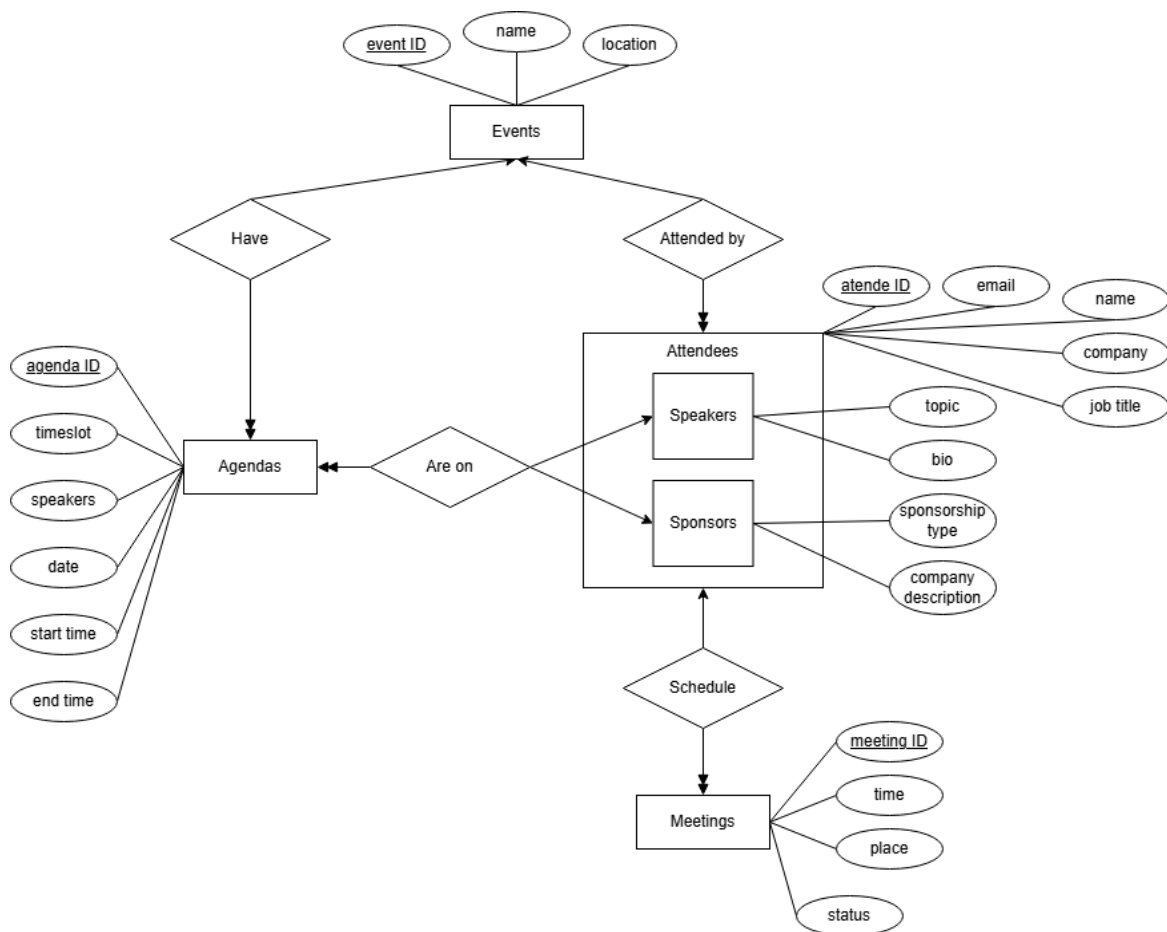 event ID
name
location
Events
Have
Attended by
atende ID
email
name
company
job title
Attendees
Speakers
topic
bio
Sponsors
sponsorship
type
company
description
agenda ID
timeslot
speakers
date
start time
end time
Agendas
Are on
Schedule
Meetings
meeting ID
time
place
status